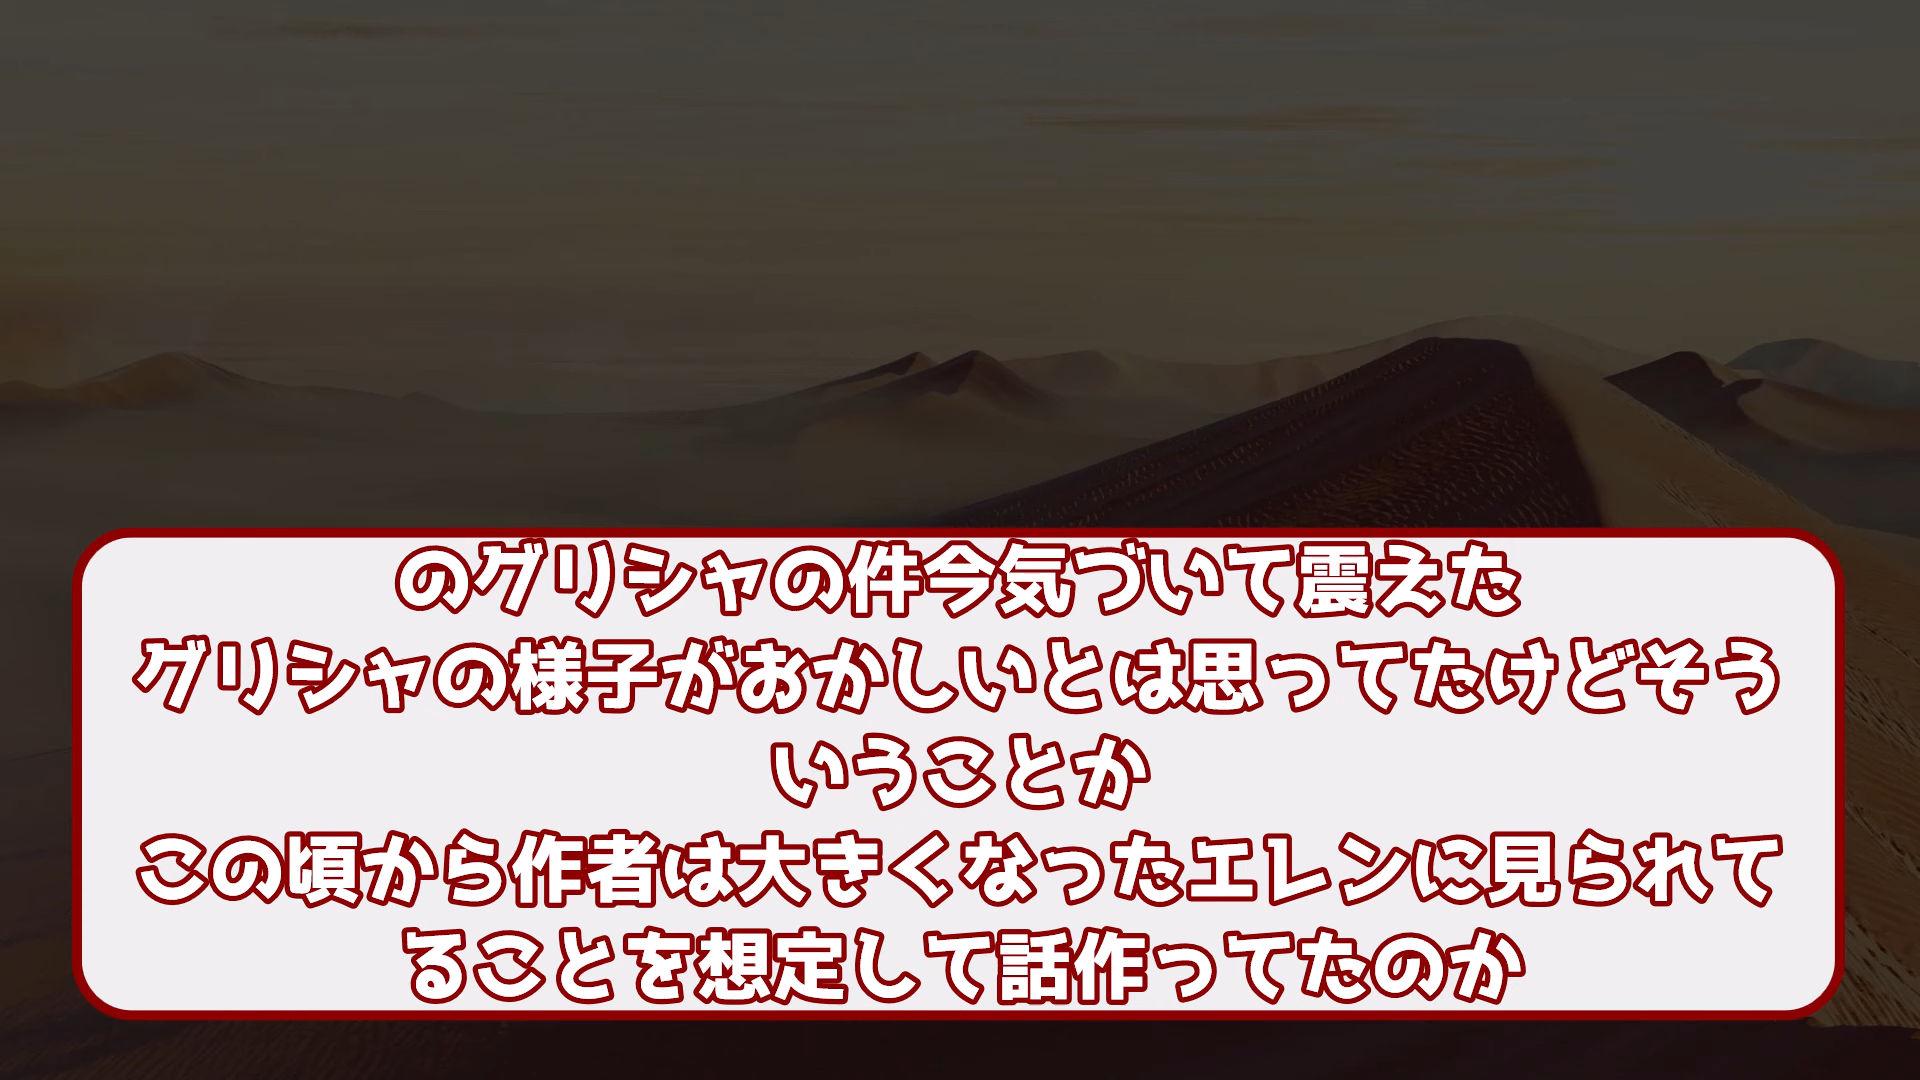 のグリシャの件今気づいて震えた
グリシャの様子がおかしいとは思ってたけどそう
いうことか
この頃から作者は大きくなったエレンに見られて
ることを想定して話作ってたのか